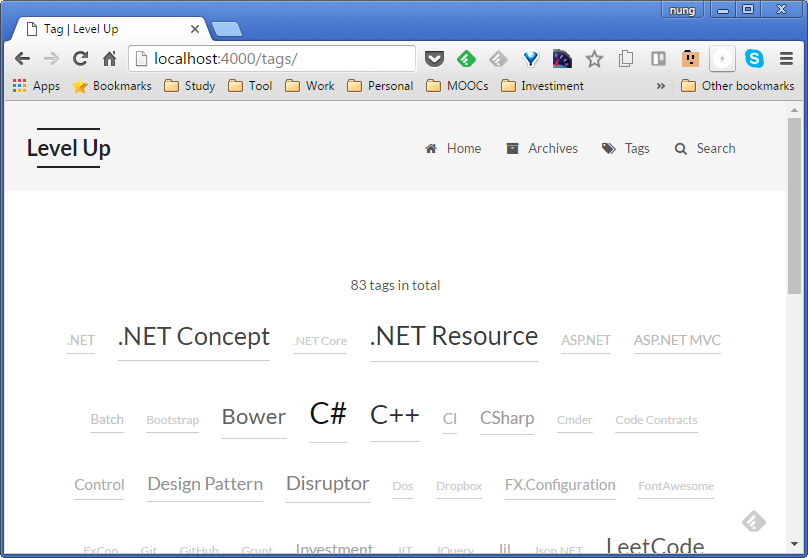 nung
Tag | Level Up
localhost:4000/tags/
Apps Bookmarks Study Tool Work Personal MOOCs Investiment » Other bookmarks
Level Up Home Archives Tags Search
83 tags in total
.NET .NET Concept .NET Core .NET Resource ASP.NET ASP.NET MVC
Batch Bootstrap Bower C# C++ CI CSharp Cmder Code Contracts
Control Design Pattern Disruptor Dos Dropbox FX.Configuration FontAwesome
FxCop Git GitHub Grunt Investment JIT JQuery Jil Json.NET LeetCode